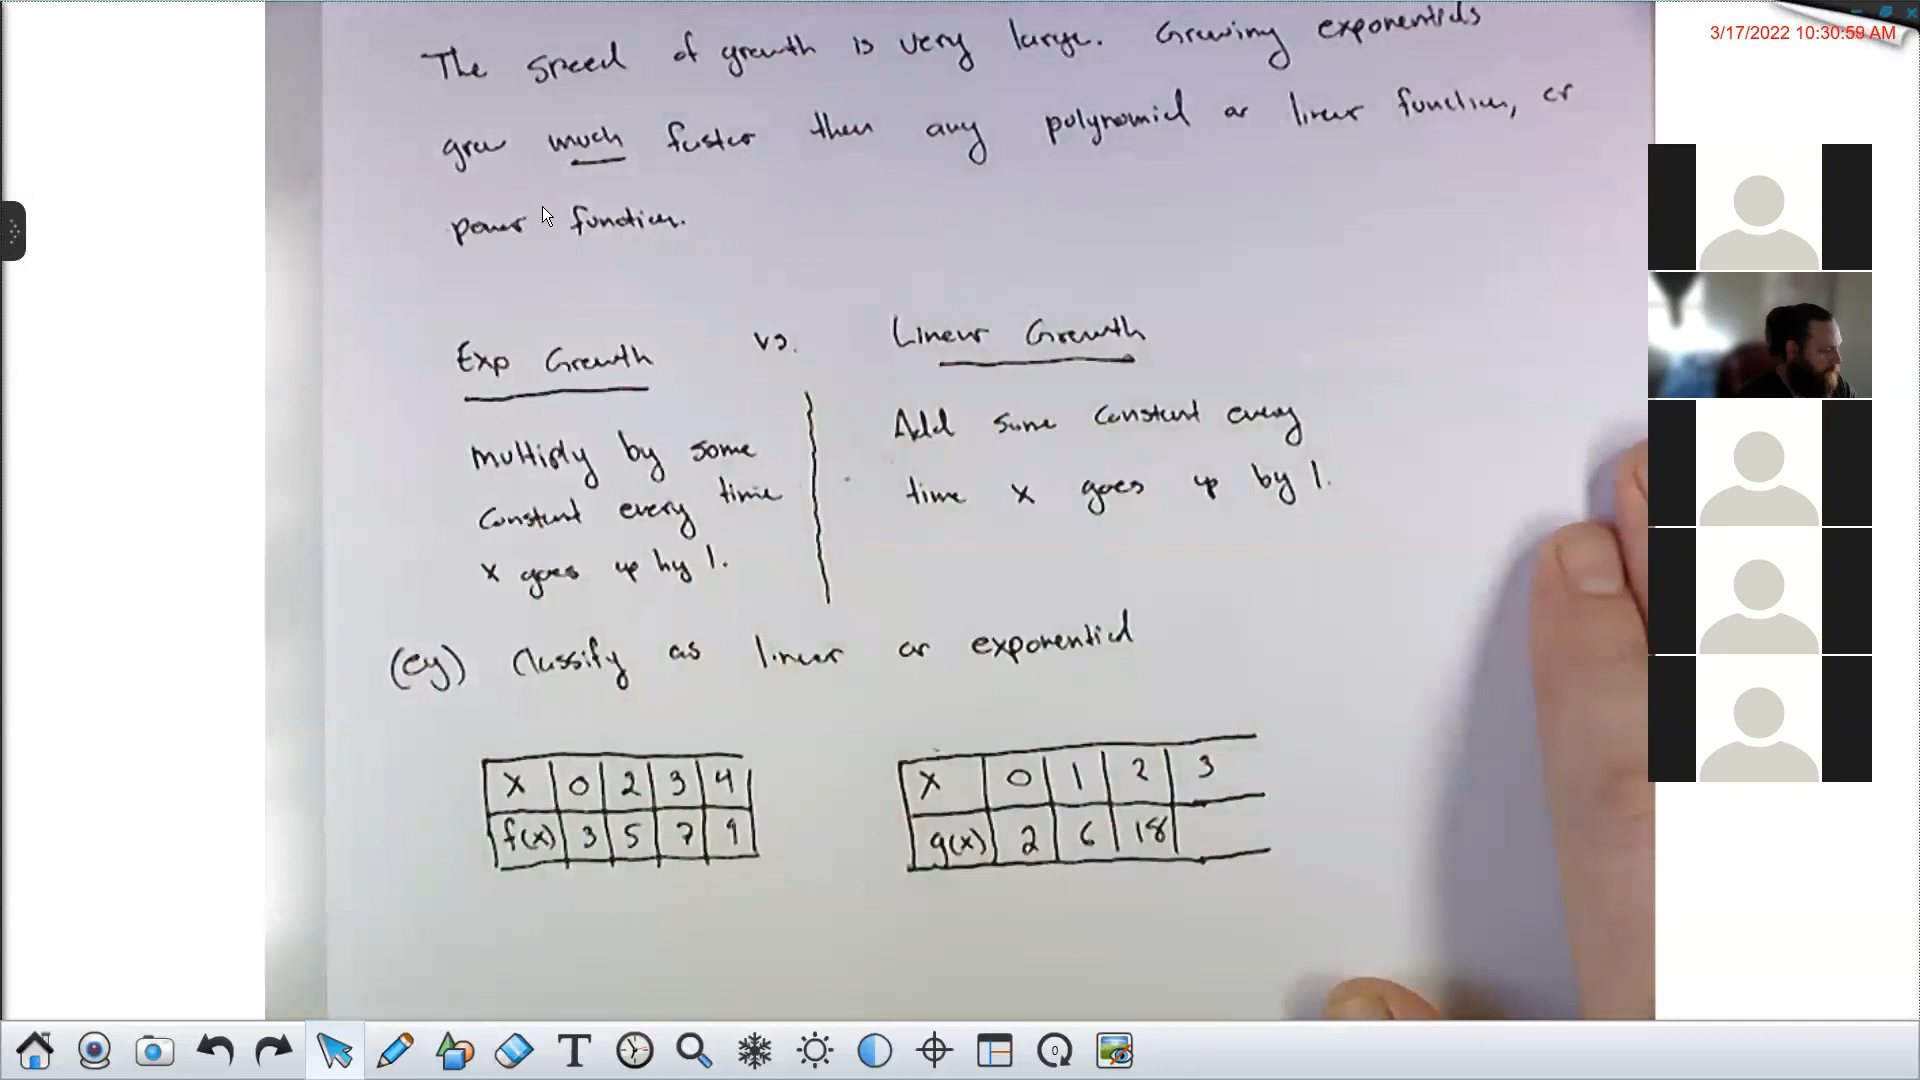 3/17/2022 10:30:59 AM
The speed of growth is very large. Growing exponentials
grow much faster then any polynomial or linear function, or
power function.
Exp Growth vs. Linear Growth
Multiply by some
constant every time
x goes up by 1.
Add some constant every
time x goes up by 1.
(eg) Classify as linear or exponential
X 0 2 3 4
f(x) 3 5 7 9
X 0 1 2 3
g(x) 2 6 18
T
0